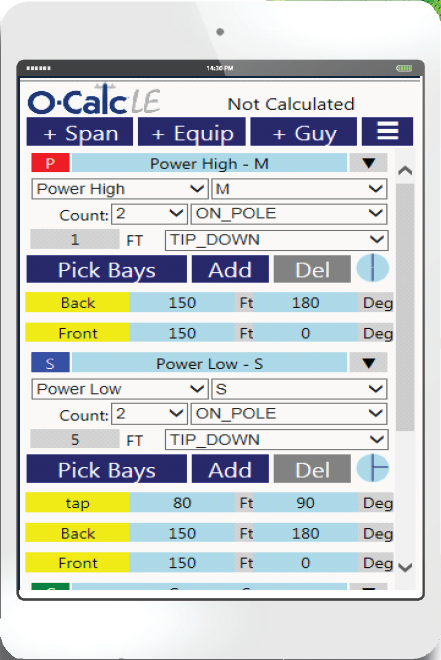 14:30 PM
O-Calc LE
Not Calculated
+ Span + Equip + Guy
P Power High - M
Power High M
Count: 2 ON_POLE
1 FT TIP_DOWN
Pick Bays Add Del
Back 150 Ft 180 Deg
Front 150 Ft 0 Deg
S Power Low - S
Power Low S
Count: 2 ON_POLE
5 FT TIP_DOWN
Pick Bays Add Del
tap 80 Ft 90 Deg
Back 150 Ft 180 Deg
Front 150 Ft 0 Deg